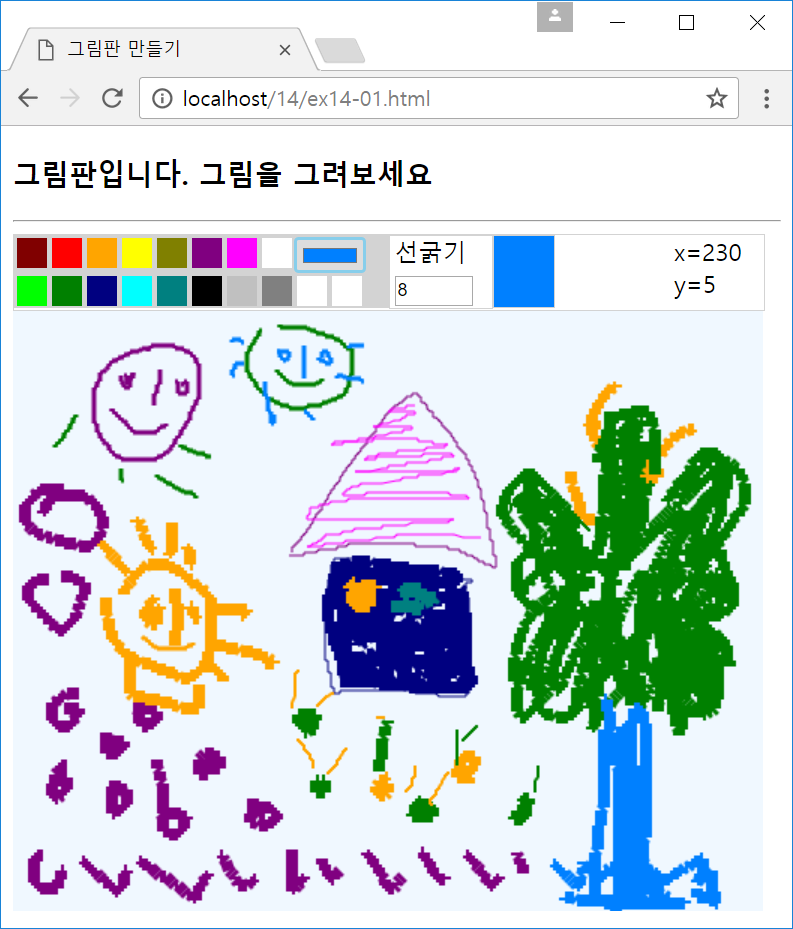 그림판 만들기
localhost/14/ex14-01.html
그림판입니다. 그림을 그려보세요
선굵기
8
x=230
y=5